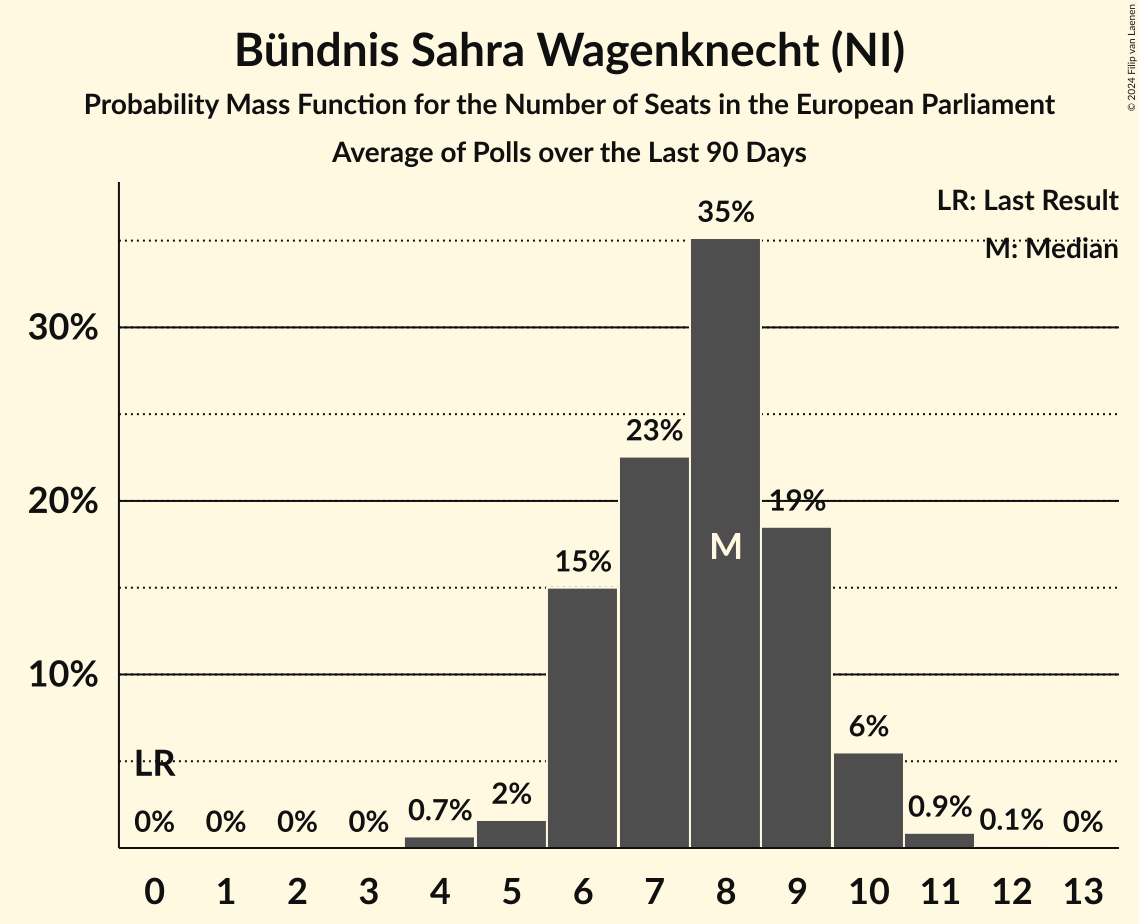 Bündnis Sahra Wagenknecht (NI)
Probability Mass Function for the Number of Seats in the European Parliament
Average of Polls over the Last 90 Days
© 2024 Filip van Laenen
LR: Last Result
M: Median
35%
30%
23%
20%
19%
M
15%
10%
6%
LR
0%
0%
0%
0%
0.7%
2%
0.9%
0.1%
0%
0 1 2 3 4 5 6 7 8 9 10 11 12 13